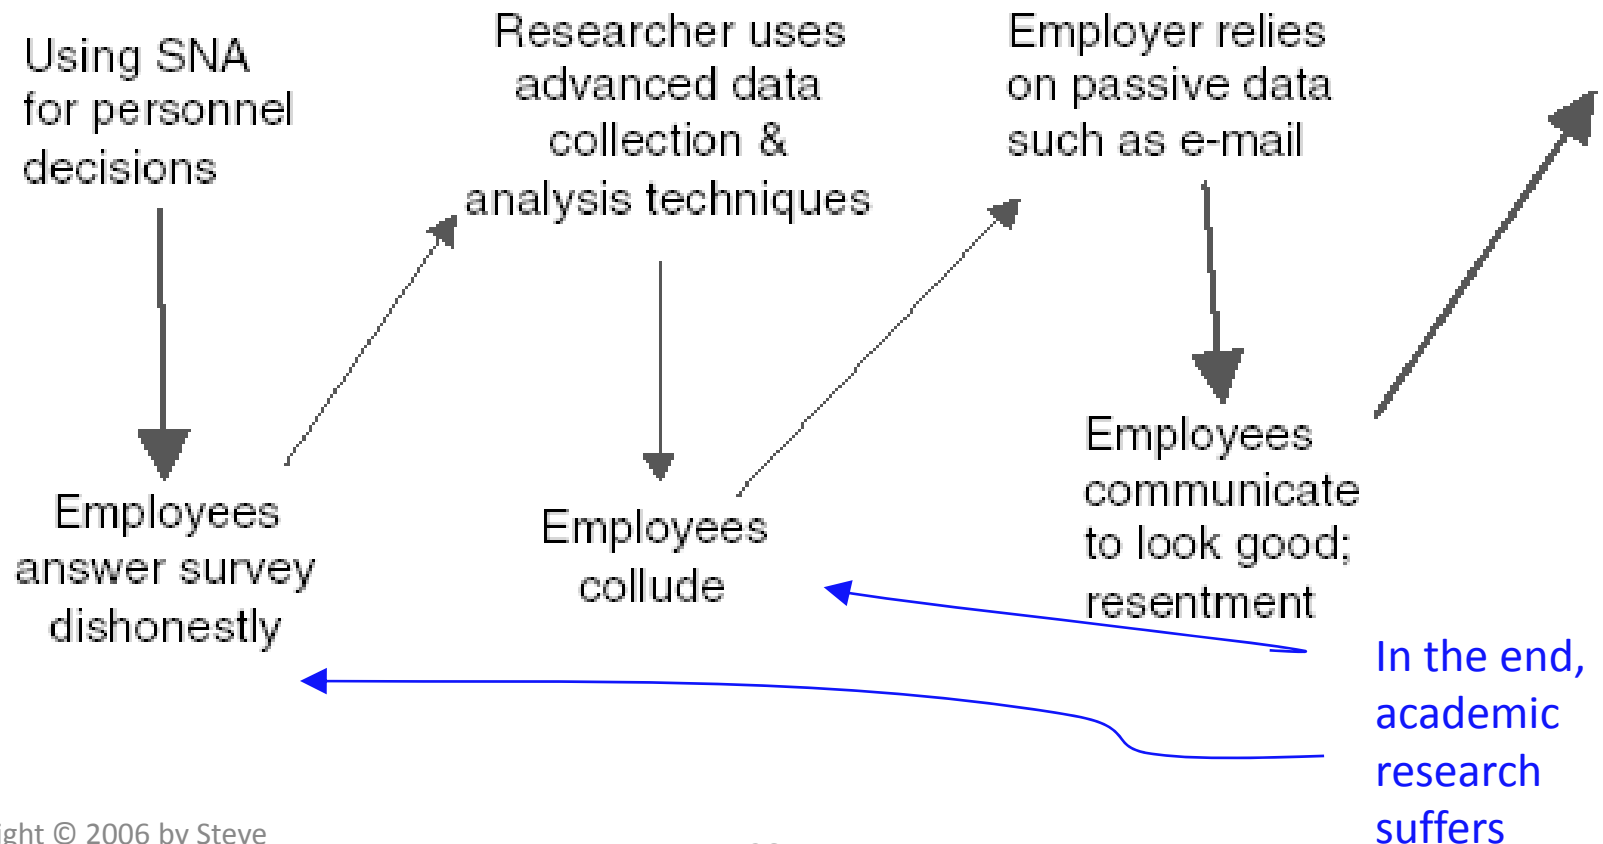 Using SNA
for personnel
decisions
Researcher uses
advanced data
collection &
analysis techniques
Employer relies
on passive data
such as e-mail
Employees
answer survey
dishonestly
Employees
collude
Employees
communicate
to look good;
resentment
In the end,
academic
research
suffers
© 2006 by Steve